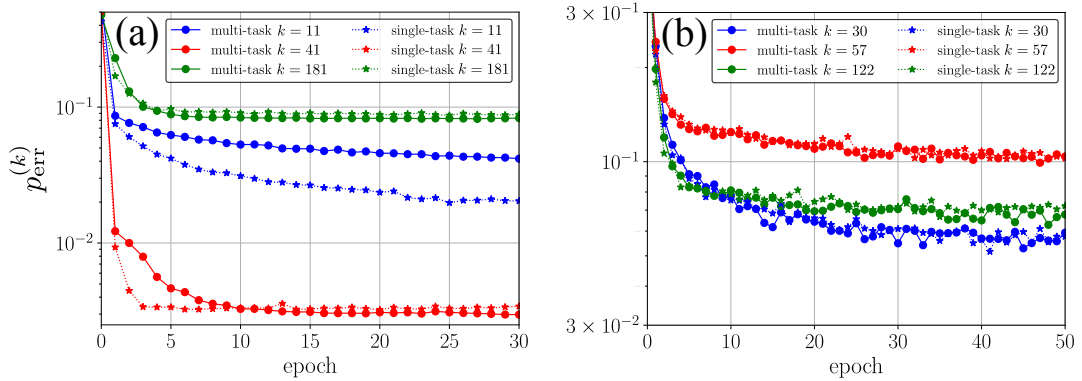 (a)
multi-task k = 11
multi-task k = 41
multi-task k = 181
single-task k = 11
single-task k = 41
single-task k = 181
10⁻¹
10⁻²
p_err^(k)
0 5 10 15 20 25 30
epoch
(b)
multi-task k = 30
multi-task k = 57
multi-task k = 122
single-task k = 30
single-task k = 57
single-task k = 122
3 × 10⁻¹
10⁻¹
3 × 10⁻²
0 10 20 30 40 50
epoch